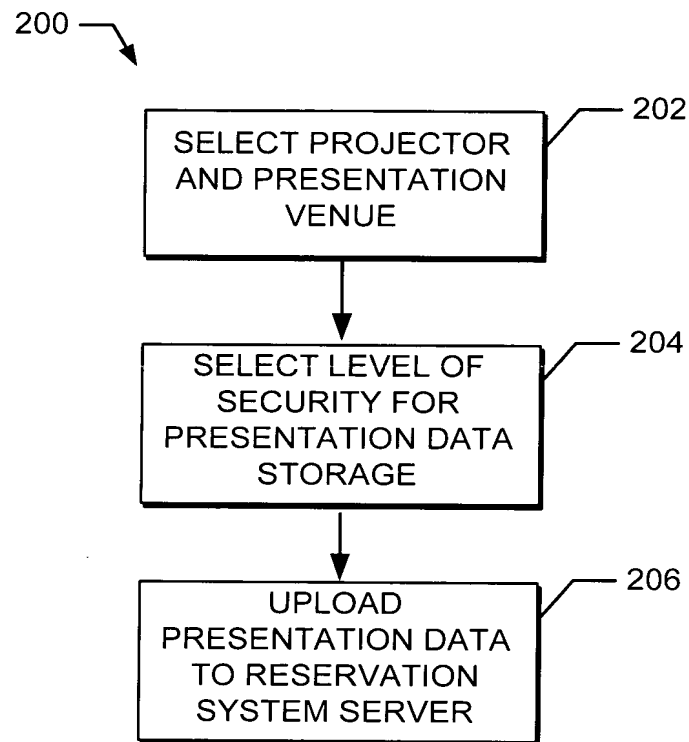 200
202
SELECT PROJECTOR
AND PRESENTATION
VENUE
204
SELECT LEVEL OF
SECURITY FOR
PRESENTATION DATA
STORAGE
206
UPLOAD
PRESENTATION DATA
TO RESERVATION
SYSTEM SERVER